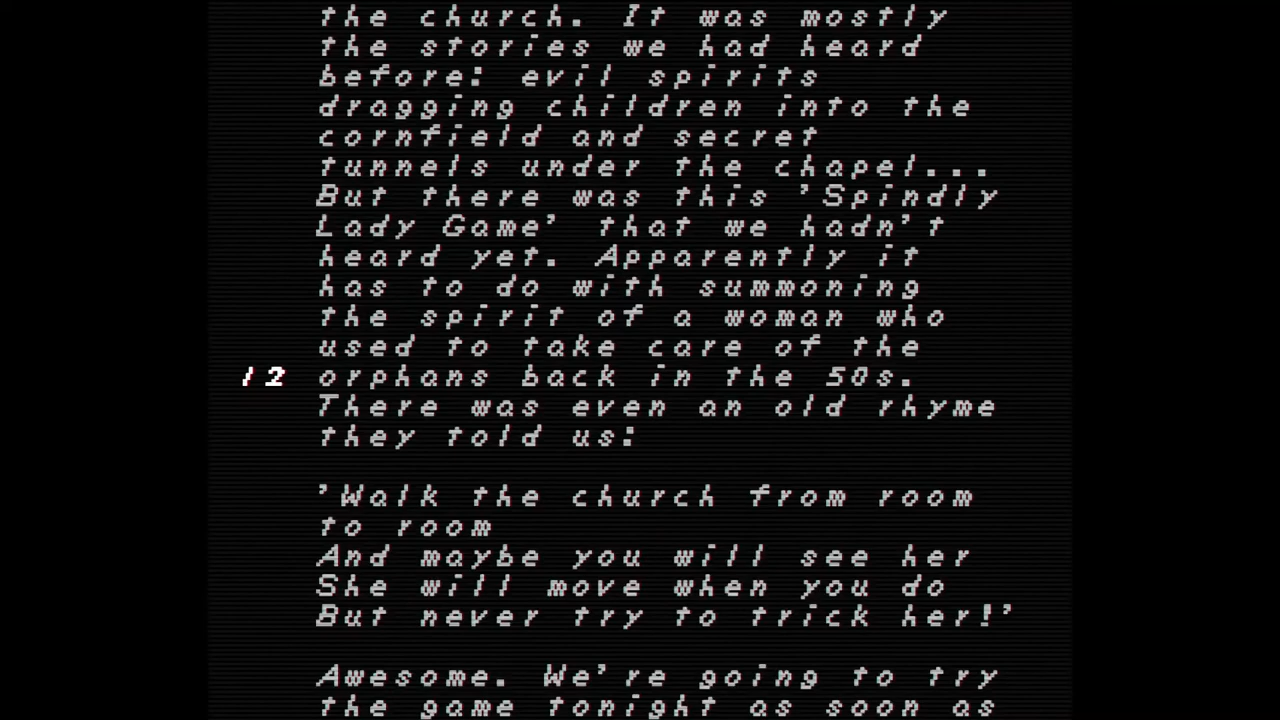 the church. It was mostly
the stories we had heard
before: evil spirits
dragging children into the
cornfield and secret
tunnels under the chapel...
But there was this 'Spindly
Lady Game' that we hadn't
heard yet. Apparently it
has to do with summoning
the spirit of a woman who
used to take care of the
12 orphans back in the 50s.
There was even an old rhyme
they told us:
'Walk the church from room
to room
And maybe you will see her
She will move when you do
But never try to trick her!'
Awesome. We're going to try
the game tonight as soon as